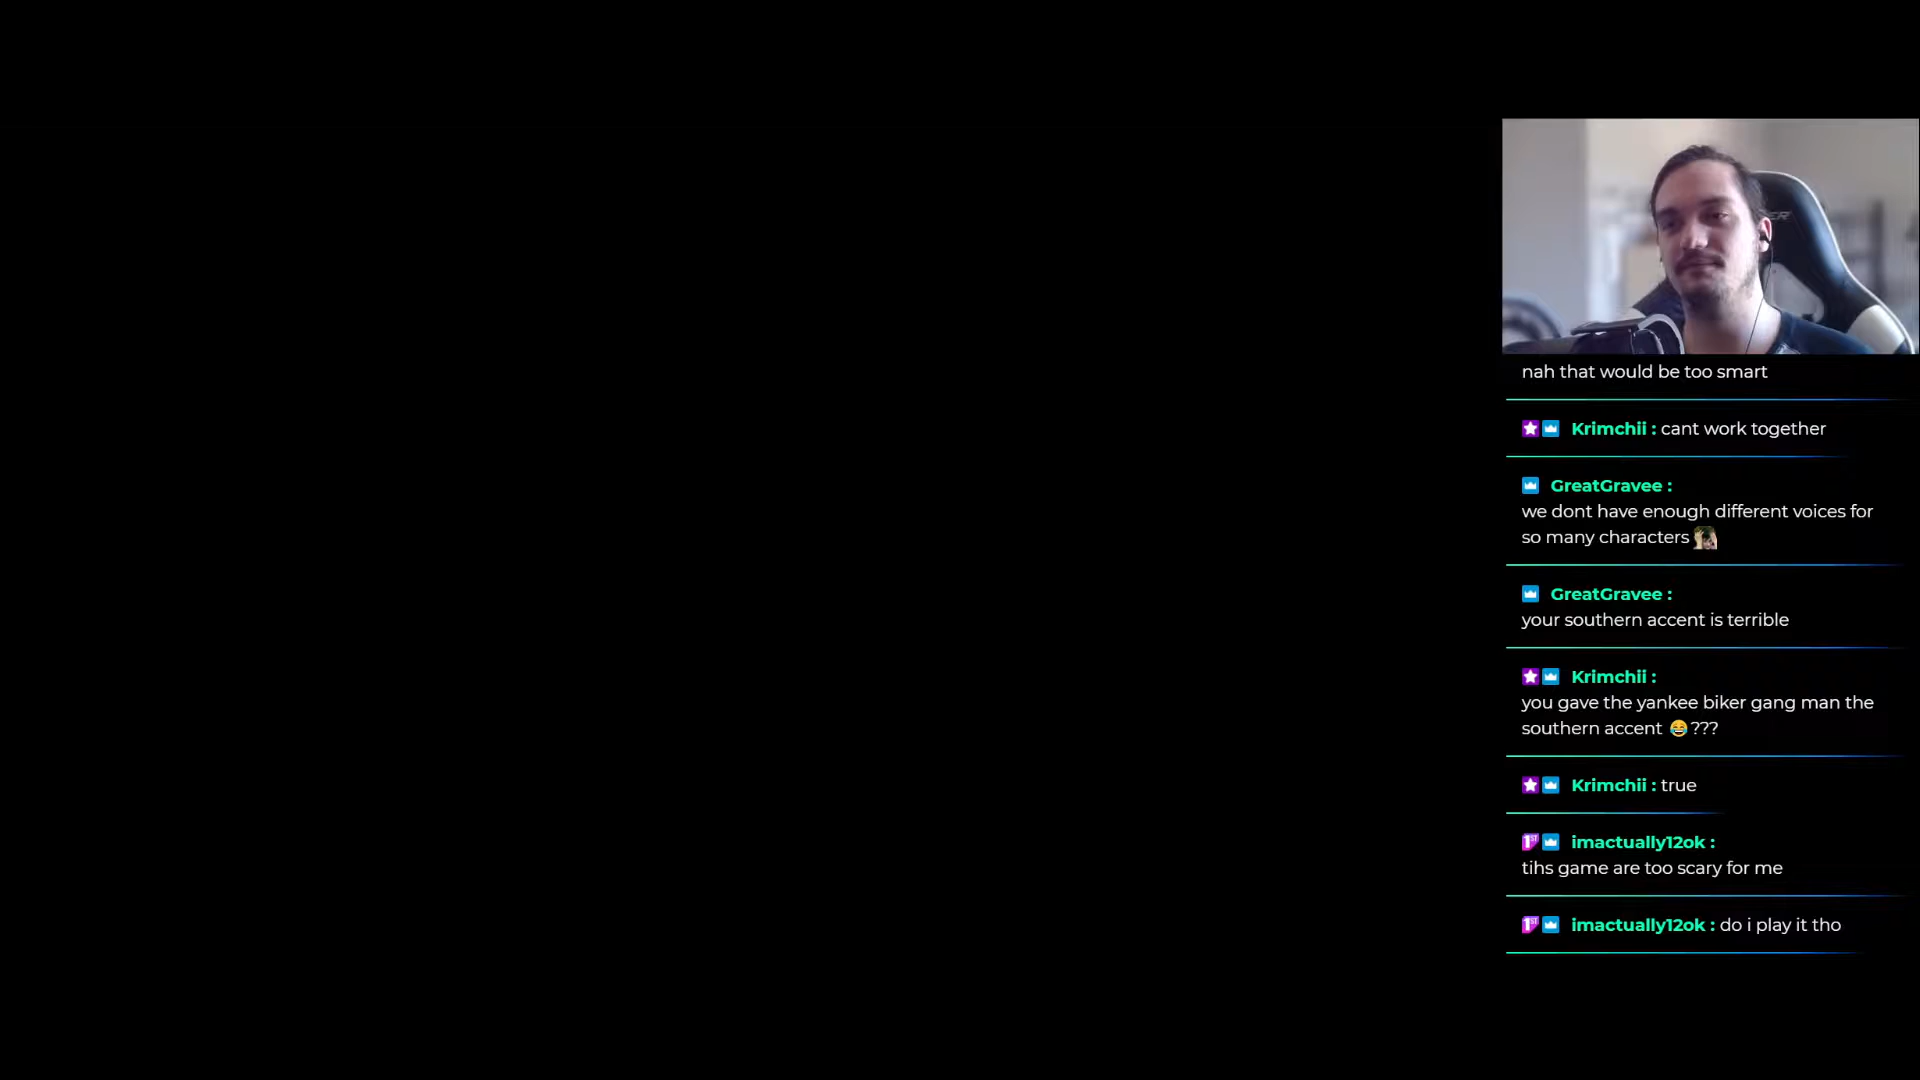 nah that would be too smart
Krimchii : cant work together
GreatGravee :
we dont have enough different voices for
so many characters
GreatGravee :
your southern accent is terrible
Krimchii :
you gave the yankee biker gang man the
southern accent 😂???
Krimchii : true
imactually12ok :
tihs game are too scary for me
imactually12ok : do i play it tho